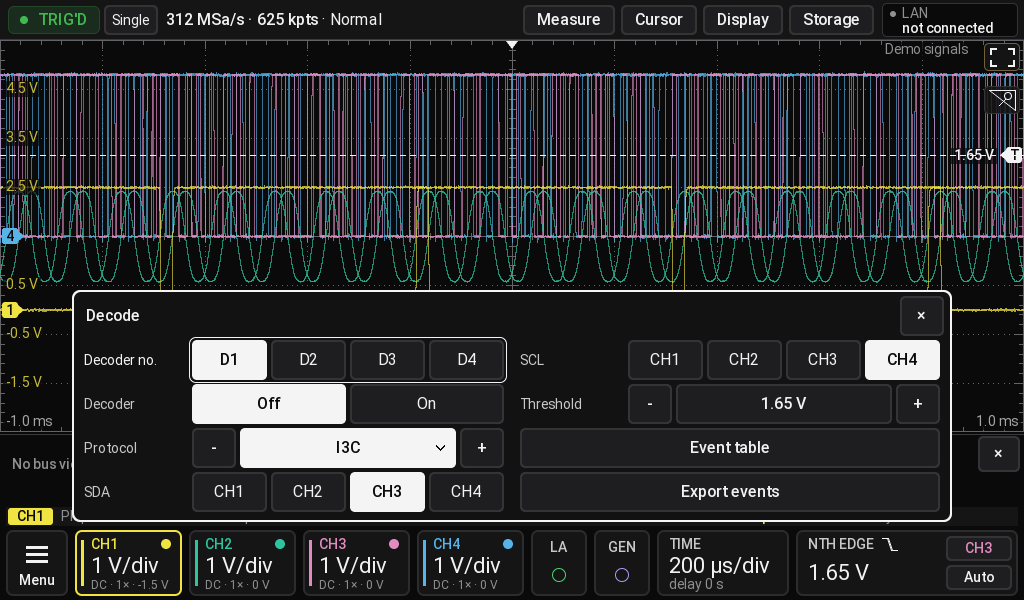 TRIG'D Single 312 MSa/s · 625 kpts · Normal Measure Cursor Display Storage LAN
not connected
Demo signals
4.5 V
3.5 V
1.65 V T
2.5 V
4
0.5 V
1
-0.5 V
-1.5 V
-1.0 ms 1.0 ms
Decode ×
Decoder no. D1 D2 D3 D4 SCL CH1 CH2 CH3 CH4
Decoder Off On Threshold - 1.65 V +
Protocol - I3C + Event table
SDA CH1 CH2 CH3 CH4 Export events
No bus ×
CH1
Menu
CH1
1 V/div
DC · 1× · -1.5 V
CH2
1 V/div
DC · 1× · 0 V
CH3
1 V/div
DC · 1× · 0 V
CH4
1 V/div
DC · 1× · 0 V
LA
GEN
TIME
200 µs/div
delay 0 s
NTH EDGE CH3
1.65 V Auto